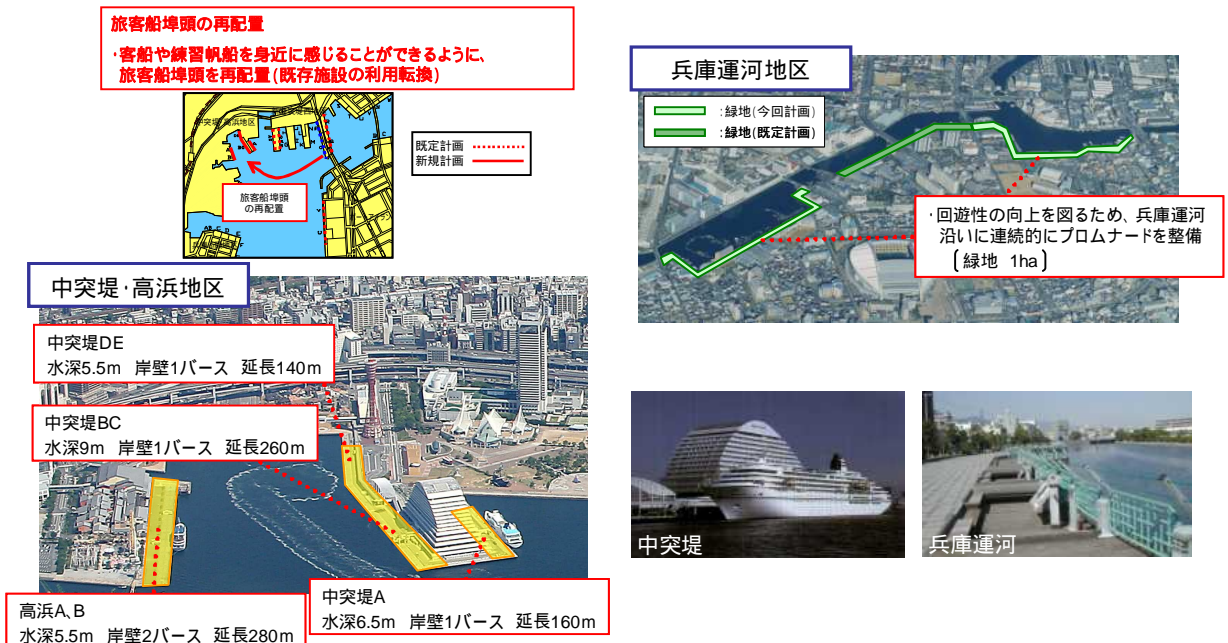 旅客船埠頭の再配置
・客船や練習帆船を身近に感じることができるように、
旅客船埠頭を再配置(既存施設の利用転換)
中突堤・高浜地区
旅客船埠頭
の再配置
既定計画
新規計画
中突堤・高浜地区
中突堤DE
水深5.5m 岸壁1バース 延長140m
中突堤BC
水深9m 岸壁1バース 延長260m
高浜A、B
水深5.5m 岸壁2バース 延長280m
中突堤A
水深6.5m 岸壁1バース 延長160m
兵庫運河地区
:緑地(今回計画)
:緑地(既定計画)
・回遊性の向上を図るため、兵庫運河
沿いに連続的にプロムナードを整備
〔緑地 1ha〕
中突堤
兵庫運河